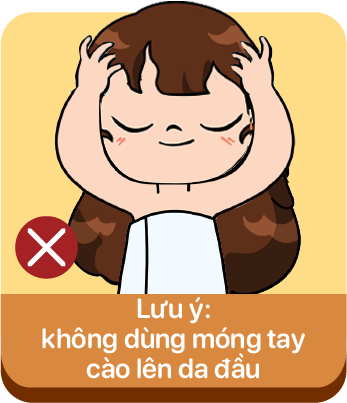 Lưu ý:
không dùng móng tay
cào lên da đầu